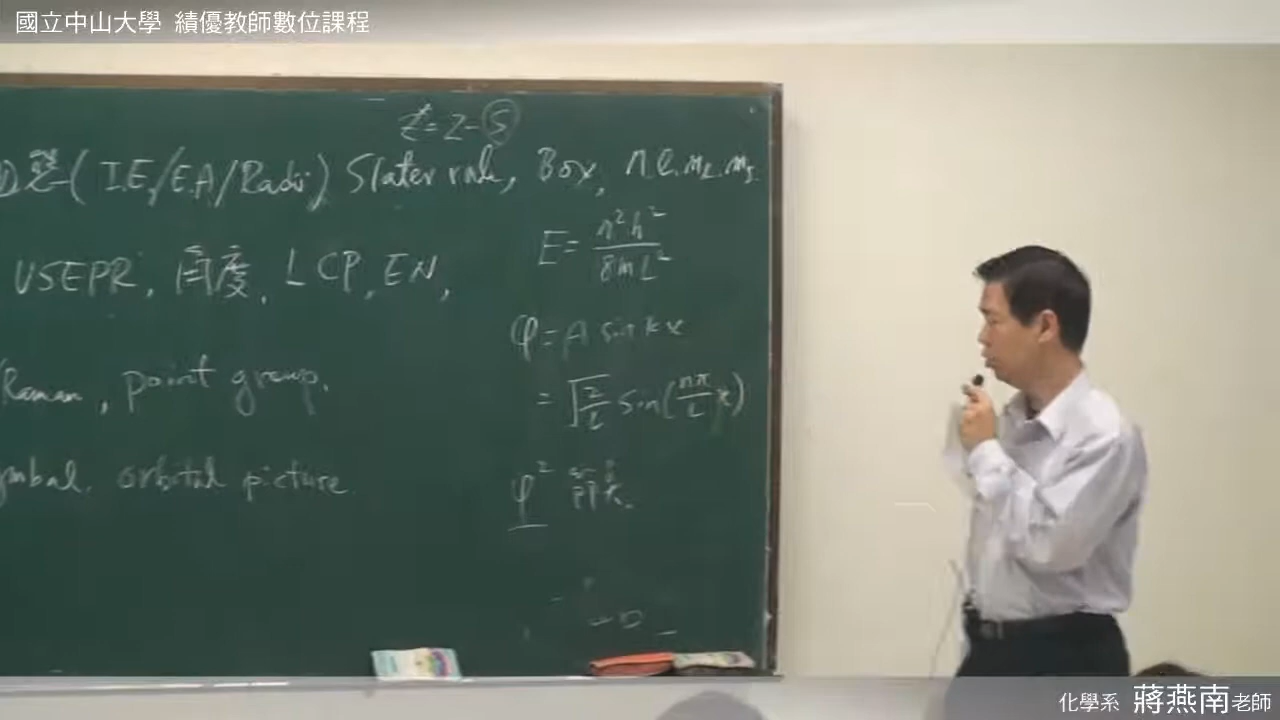 國立中山大學 績優教師數位課程
Z* = Z - S
(I.E./E.A/Radii) Slater rule, Box, n.l.ml.ms.
E = n²h² / 8mL²
VSEPR, 角度, LCP, EN,
φ = A sin kx
Raman, point group.
= √(2/L) sin(nπ/L x)
symbol. orbital picture.
φ²
化學系 蔣燕南老師